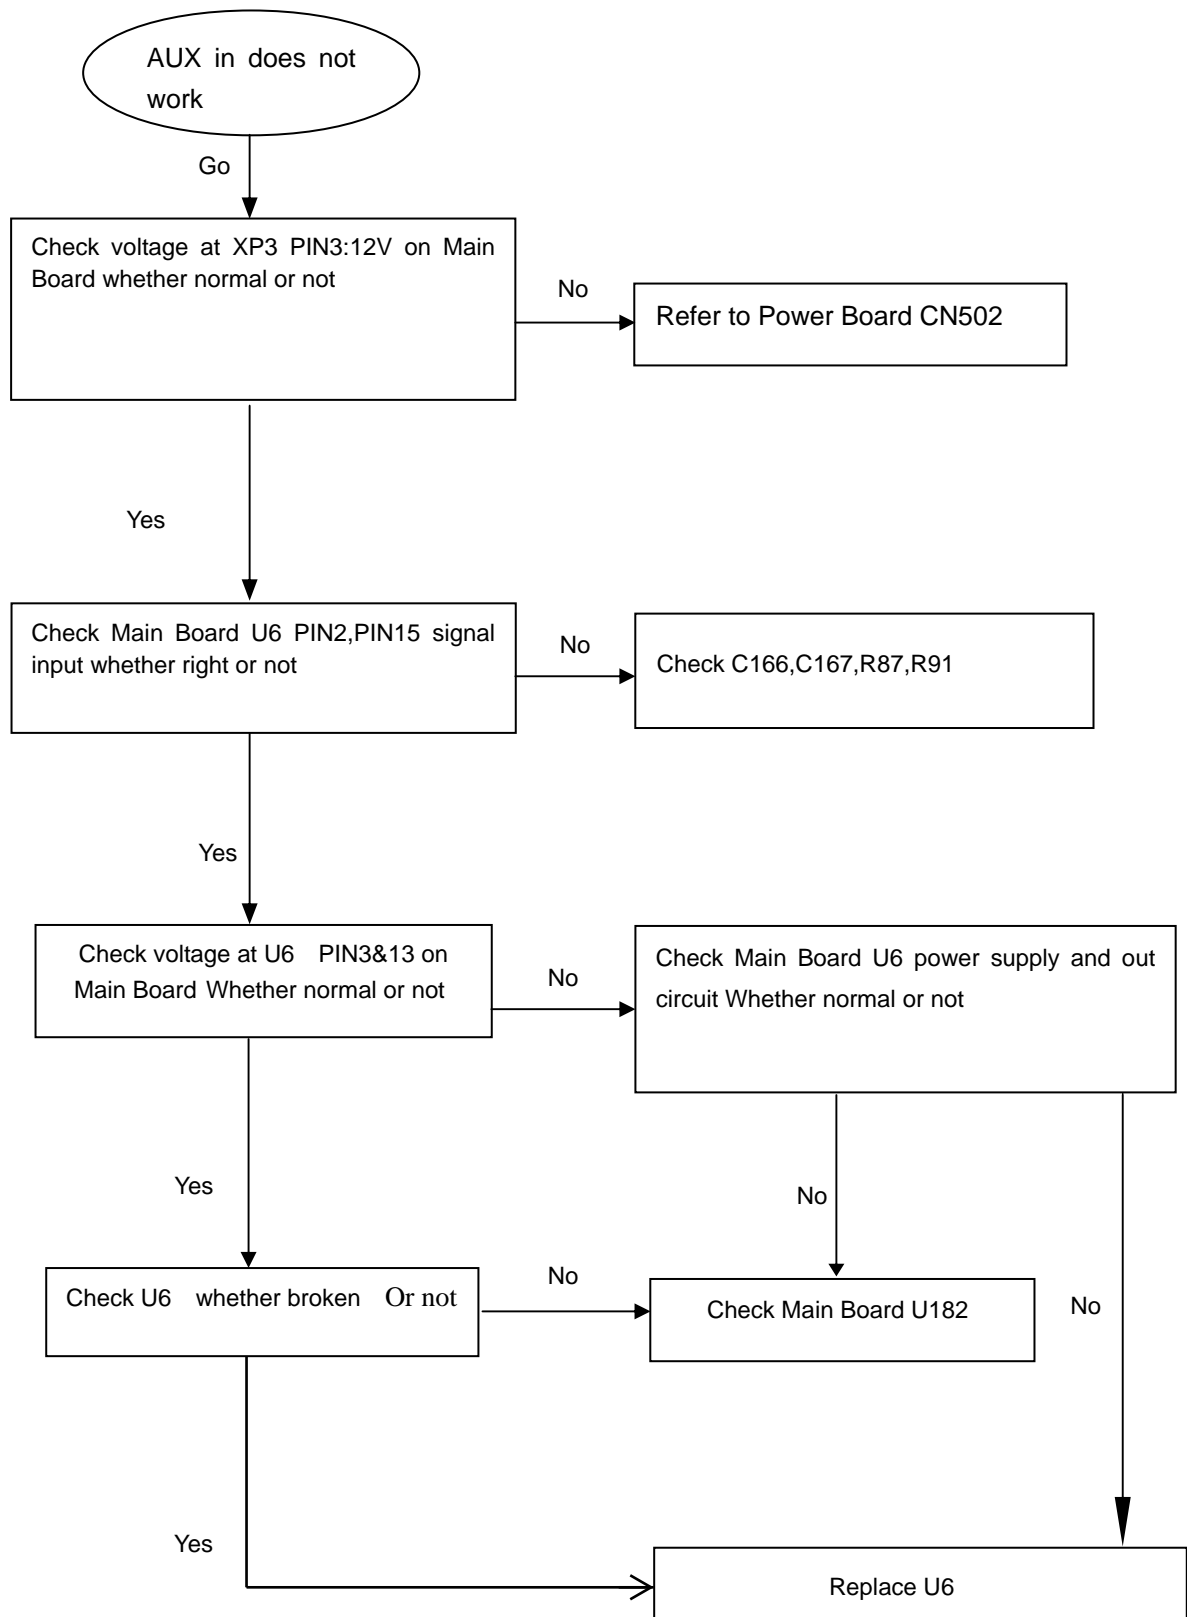 AUX in does not
work
Go
Check voltage at XP3 PIN3:12V on Main
Board whether normal or not
No
Refer to Power Board CN502
Yes
Check Main Board U6 PIN2,PIN15 signal
input whether right or not
No
Check C166,C167,R87,R91
Yes
Check voltage at U6 PIN3&13 on
Main Board Whether normal or not
No
Check Main Board U6 power supply and out
circuit Whether normal or not
Yes
No
Check U6 whether broken Or not
No
Check Main Board U182
No
Yes
Replace U6